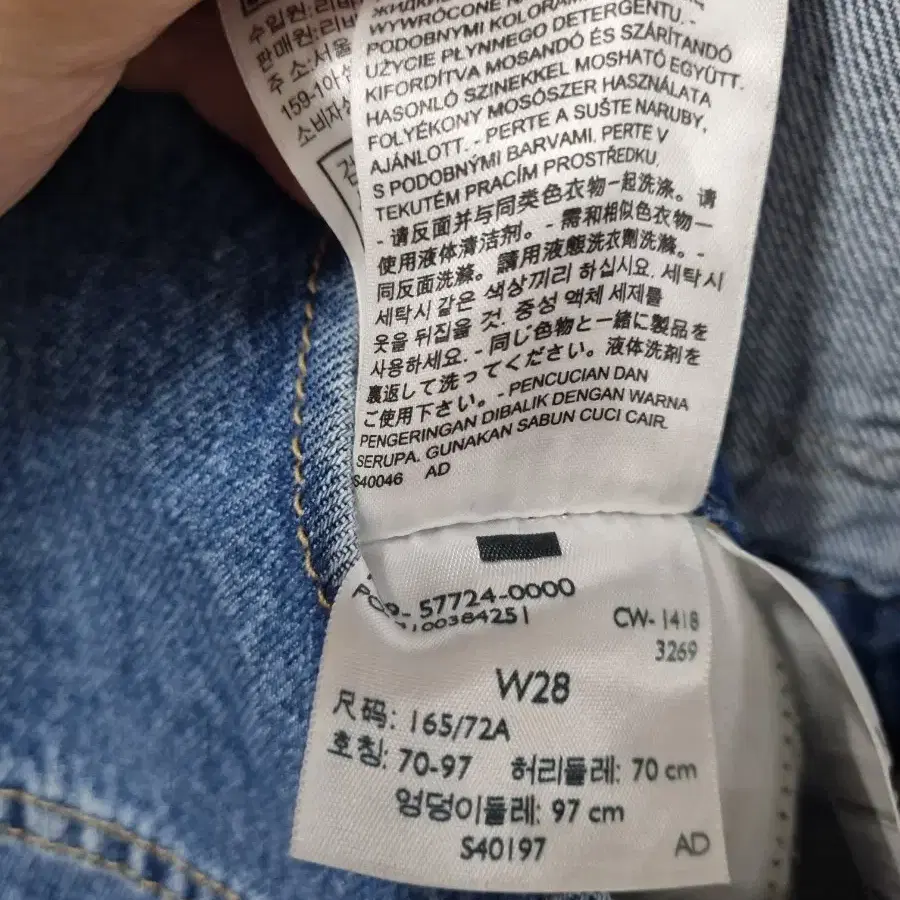 수입원: 리바
판매원: 리바
주 소: 서울
159-1아
소비자
WYWRÓCONE NA
PODOBNYMI KOLORAMI
UŻYCIE PŁYNNEGO DETERGENTU. -
KIFORDÍTVA MOSANDÓ ÉS SZÁRÍTANDÓ
HASONLÓ SZINEKKEL MOSHATÓ EGYÜTT.
FOLYÉKONY MOSÓSZER HASZNÁLATA
AJÁNLOTT. - PERTE A SUŠTE NARUBY,
S PODOBNÝMI BARVAMI. PERTE V
TEKUTÉM PRACÍM PROSTŘEDKU.
- 请反面并与同类色衣物一起洗涤。请
使用液体清洁剂。- 需和相似色衣物一
同反面洗滌。請用液態洗衣劑洗滌。-
세탁시 같은 색상끼리 하십시요. 세탁시
옷을 뒤집을 것. 중성 액체 세제를
사용하세요. - 同じ色物と一緒に製品を
裏返して洗ってください。液体洗剤を
ご使用下さい。- PENCUCIAN DAN
PENGERINGAN DIBALIK DENGAN WARNA
SERUPA. GUNAKAN SABUN CUCI CAIR.
S40046 AD
PC9- 57724-0000
100384251
CW- 1418
3269
W28
尺码: 165/72A
호칭: 70-97 허리둘레: 70 cm
엉덩이둘레: 97 cm
S40197 AD